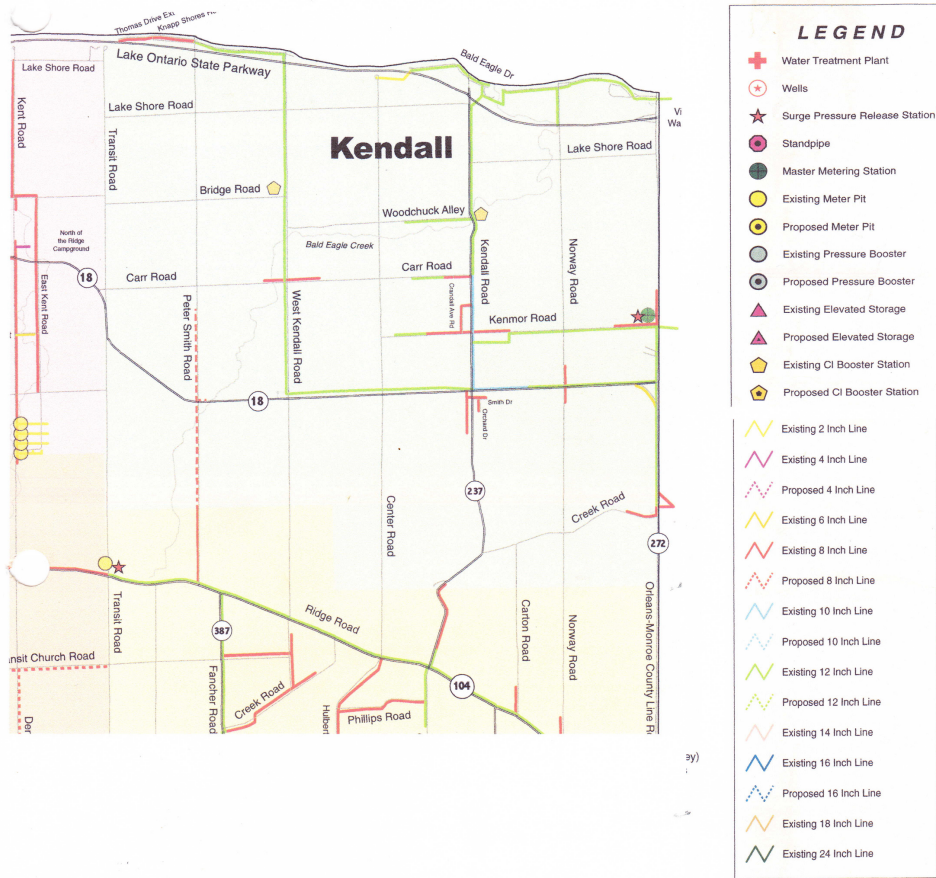 Thomas Drive
Knapp Shores
Lake Shore Road
Lake Ontario State Parkway
Bald Eagle Dr
Kent Road
Lake Shore Road
Transit Road
Kendall
Lake Shore Road
Bridge Road
Woodchuck Alley
North of
the Ridge
Campground
Bald Eagle Creek
18
Carr Road
Carr Road
East Kent Road
Peter Smith Road
West Kendall Road
Crandall Ave Rd
Kendall Road
Norway Road
Kenmor Road
18
Smith Dr
Orchard Dr
237
Center Road
Creek Road
272
Transit Road
Ridge Road
387
Carton Road
Norway Road
Orleans-Monroe County Line
Church Road
Fancher Road
Creek Road
104
Phillips Road
LEGEND
Water Treatment Plant
Wells
Surge Pressure Release Station
Standpipe
Master Metering Station
Existing Meter Pit
Proposed Meter Pit
Existing Pressure Booster
Proposed Pressure Booster
Existing Elevated Storage
Proposed Elevated Storage
Existing Cl Booster Station
Proposed Cl Booster Station
Existing 2 Inch Line
Existing 4 Inch Line
Proposed 4 Inch Line
Existing 6 Inch Line
Existing 8 Inch Line
Proposed 8 Inch Line
Existing 10 Inch Line
Proposed 10 Inch Line
Existing 12 Inch Line
Proposed 12 Inch Line
Existing 14 Inch Line
Existing 16 Inch Line
Proposed 16 Inch Line
Existing 18 Inch Line
Existing 24 Inch Line